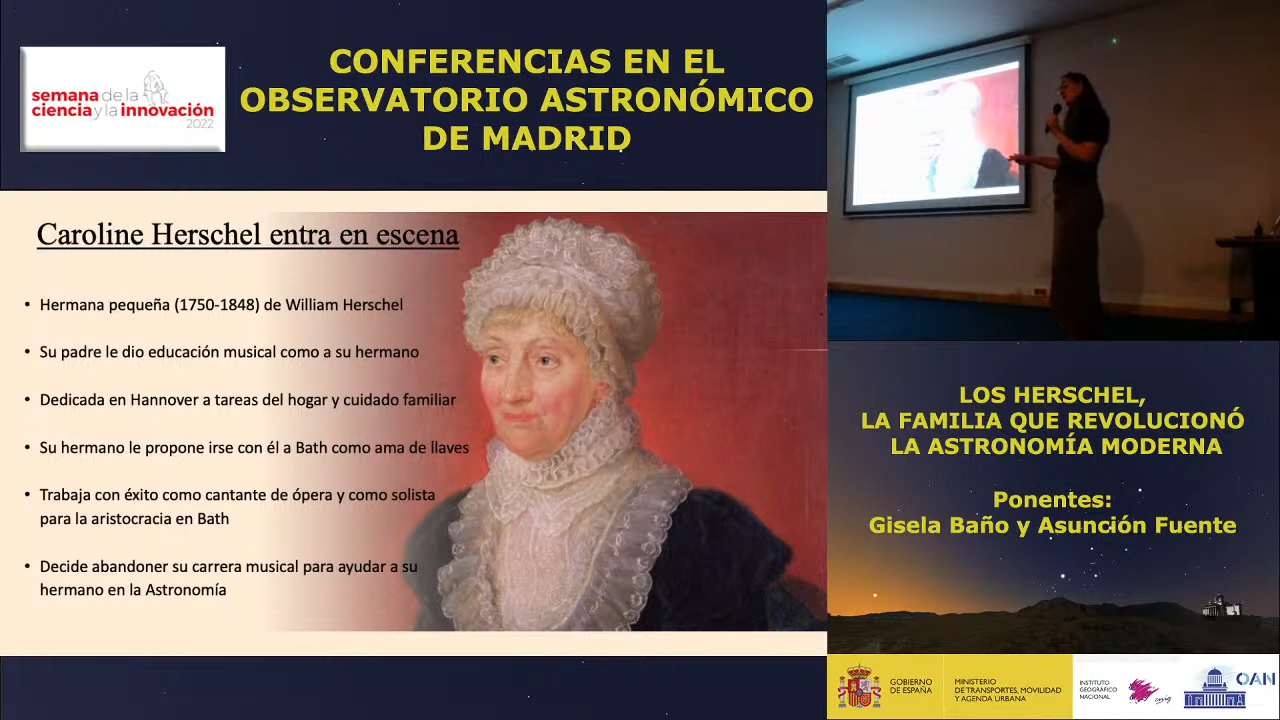 semana de la
ciencia y la innovación
2022
CONFERENCIAS EN EL
OBSERVATORIO ASTRONÓMICO
DE MADRID
Caroline Herschel entra en escena
• Hermana pequeña (1750-1848) de William Herschel
• Su padre le dio educación musical como a su hermano
• Dedicada en Hannover a tareas del hogar y cuidado familiar
• Su hermano le propone irse con él a Bath como ama de llaves
• Trabaja con éxito como cantante de ópera y como solista
para la aristocracia en Bath
• Decide abandoner su carrera musical para ayudar a su
hermano en la Astronomía
LOS HERSCHEL,
LA FAMILIA QUE REVOLUCIONÓ
LA ASTRONOMÍA MODERNA
Ponentes:
Gisela Baño y Asunción Fuente
GOBIERNO
DE ESPAÑA
MINISTERIO
DE TRANSPORTES, MOVILIDAD
Y AGENDA URBANA
INSTITUTO
GEOGRÁFICO
NACIONAL
cnig
OAN